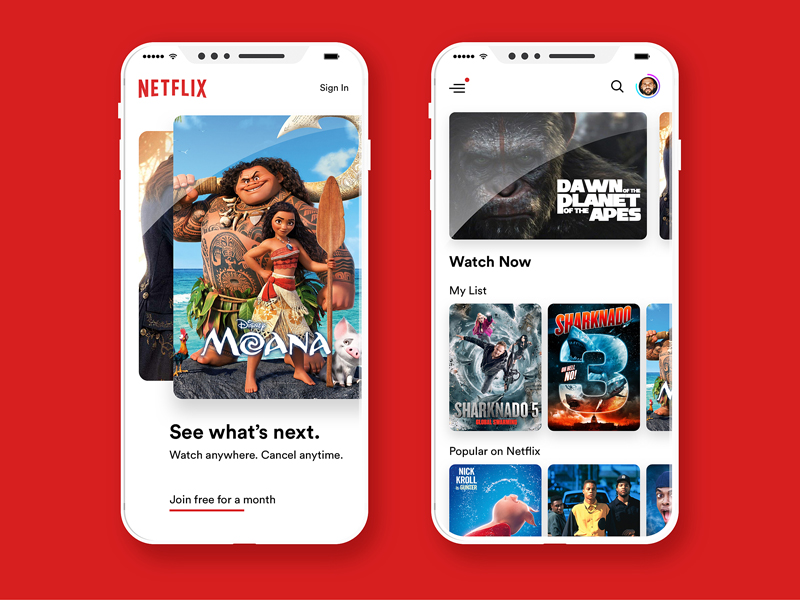 NETFLIX
Sign In
Disney
MOANA
See what's next.
Watch anywhere. Cancel anytime.
Join free for a month
DAWN OF THE
PLANET
OF THE APES
Watch Now
My List
SHARKNADO 5
GLOBAL SWARMING
SHARKNADO
3
OH HELL
NO!
Popular on Netflix
NICK
KROLL
is GUNTER